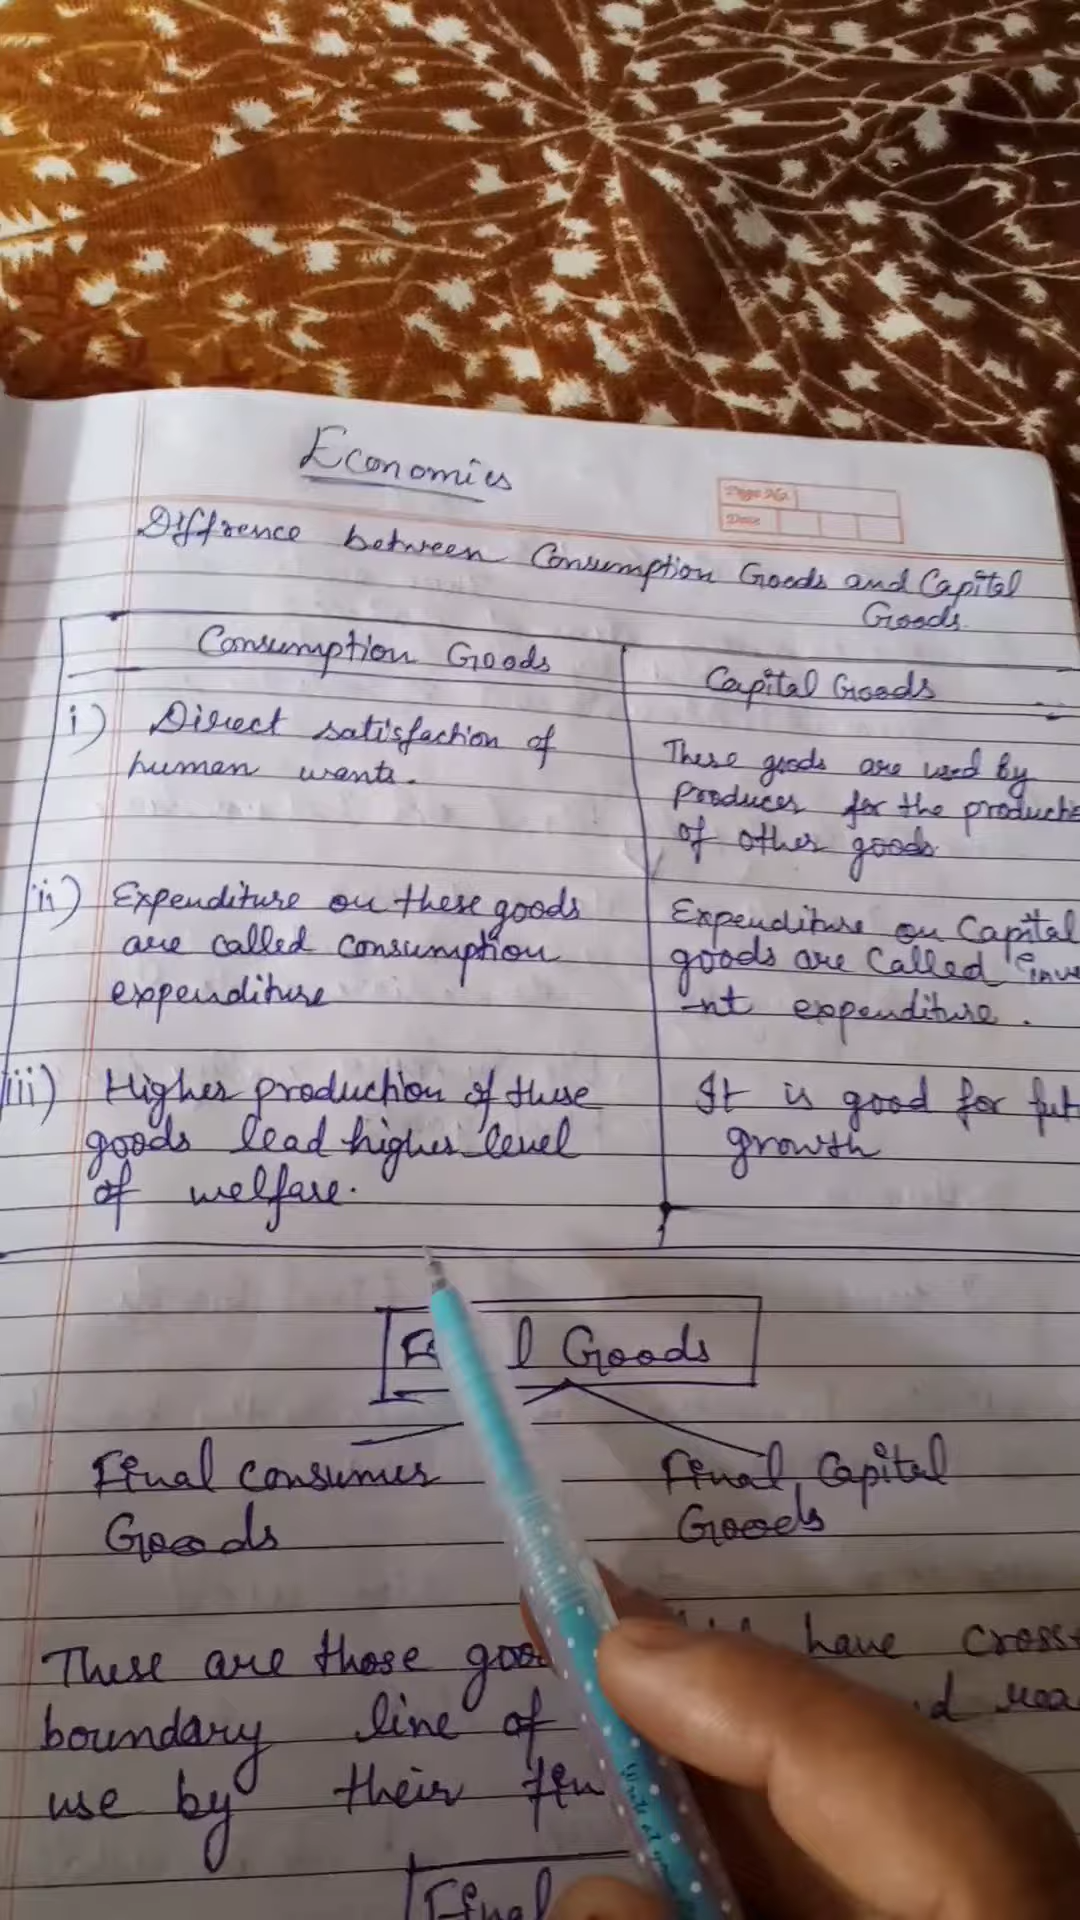 Economics
Page No.
Date
Diffrence between Consumption Goods and Capital
Goods.
Consumption Goods
Capital Goods
i) Direct satisfaction of
human wants.
These goods are used by
Producer for the
of other goods
ii) Expenditure on these goods
are called consumption
expenditure
Expenditure on Capital
goods are Called
-nt expenditure.
iii) Higher production of these
goods lead higher level
of welfare.
It is good for
growth
Goods
Final Consumer
Goods
Final Capital
Goods
These are those have
boundary line of
use by their
Final